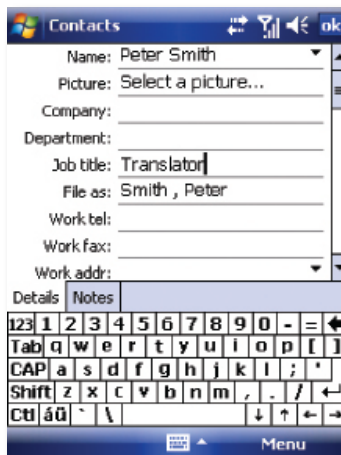 Contacts ok
Name: Peter Smith
Picture: Select a picture...
Company:
Department:
Job title: Translator
File as: Smith , Peter
Work tel:
Work fax:
Work addr:
Details Notes
123 1 2 3 4 5 6 7 8 9 0 - =
Tab q w e r t y u i o p [ ]
CAP a s d f g h j k l ; '
Shift z x c v b n m , . /
Ctl áü ` \
Menu